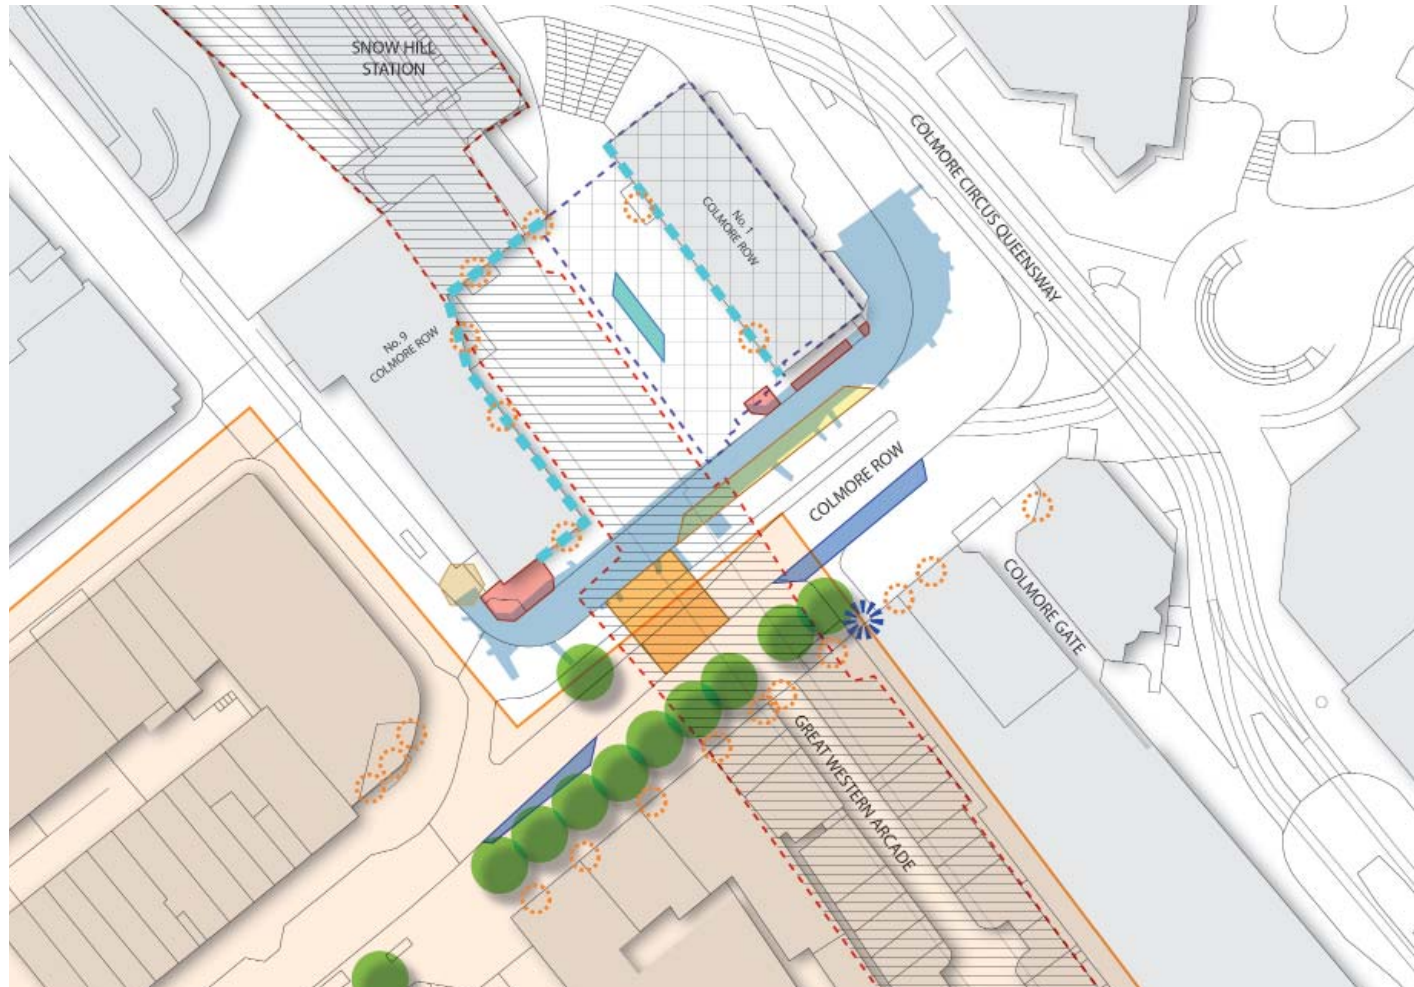 SNOW HILL
STATION
No. 1
COLMORE ROW
COLMORE CIRCUS QUEENSWAY
No. 9
COLMORE ROW
COLMORE ROW
COLMORE GATE
GREAT WESTERN ARCADE